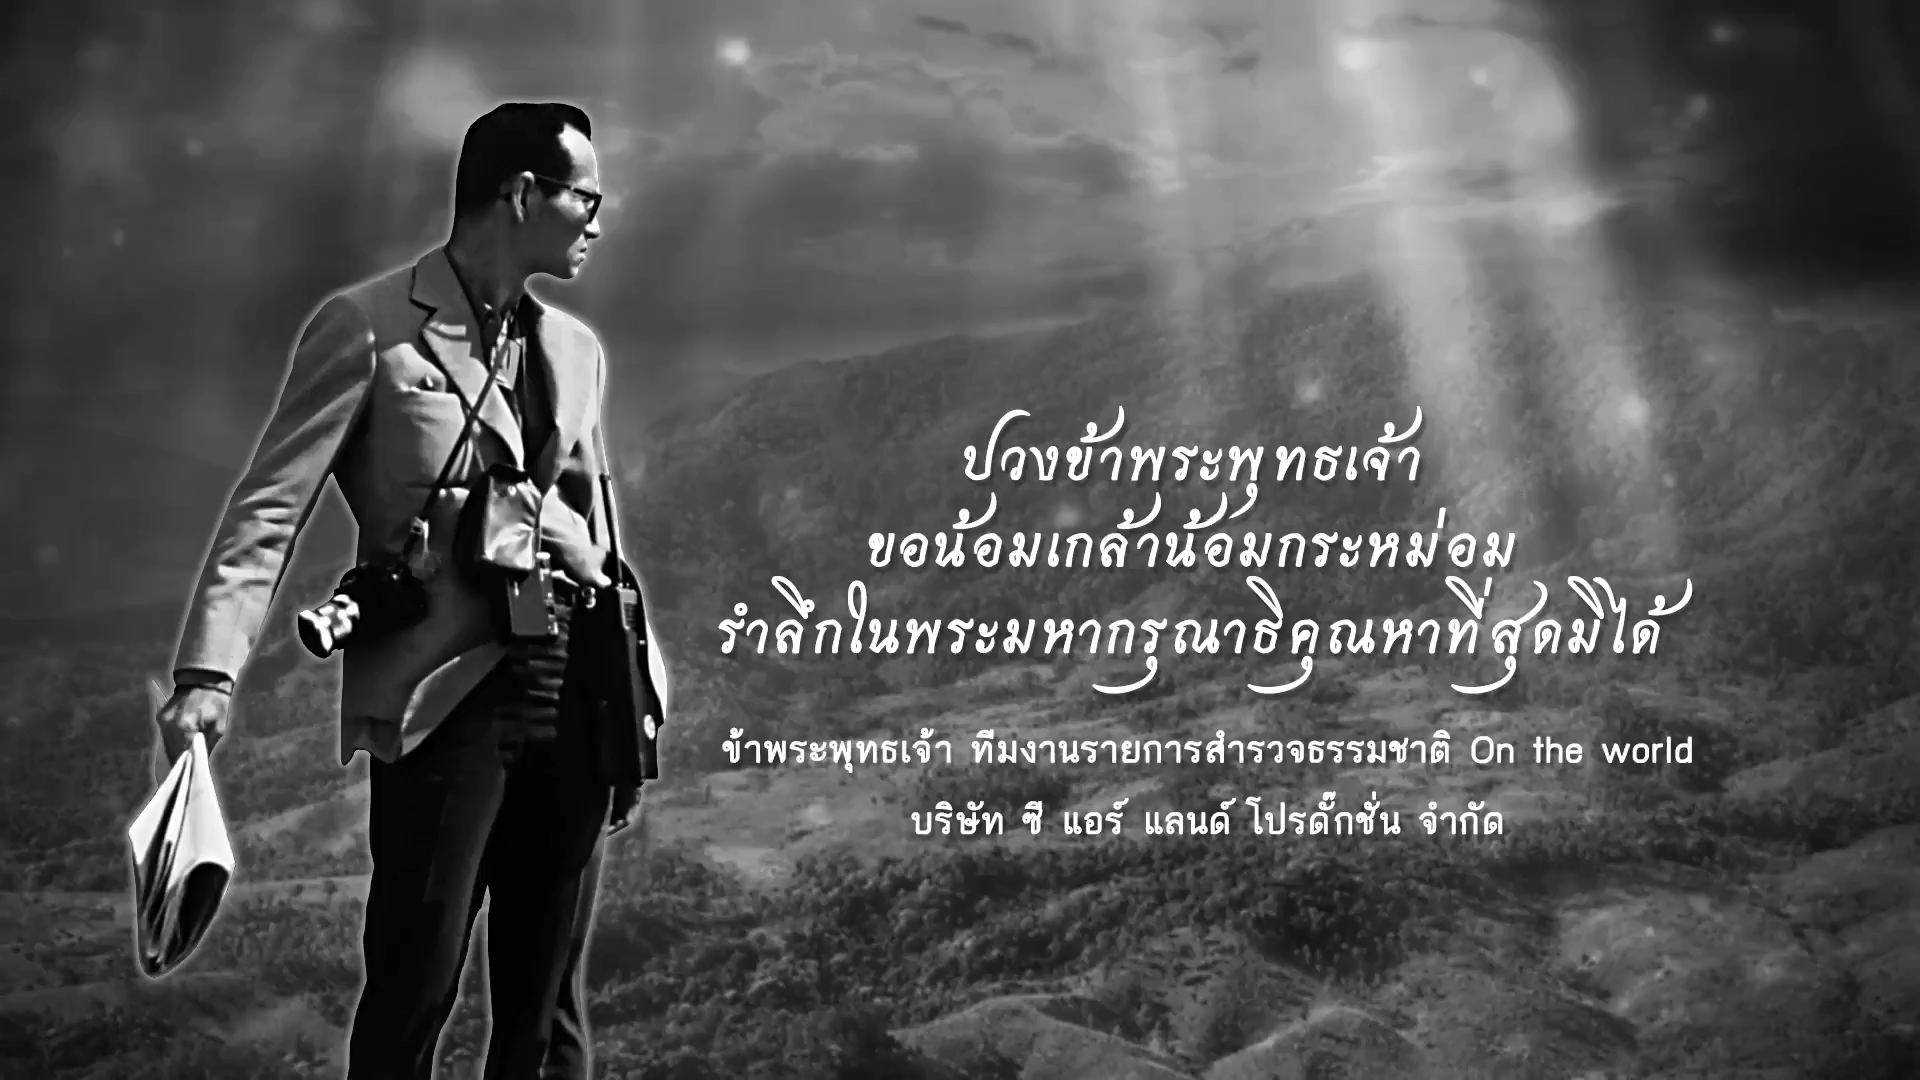 ปวงข้าพระพุทธเจ้า
ขอน้อมเกล้าน้อมกระหม่อม
รำลึกในพระมหากรุณาธิคุณหาที่สุดมิได้
ข้าพระพุทธเจ้า ทีมงานรายการสำรวจธรรมชาติ On the world
บริษัท ซี แอร์ แลนด์ โปรดั๊กชั่น จำกัด